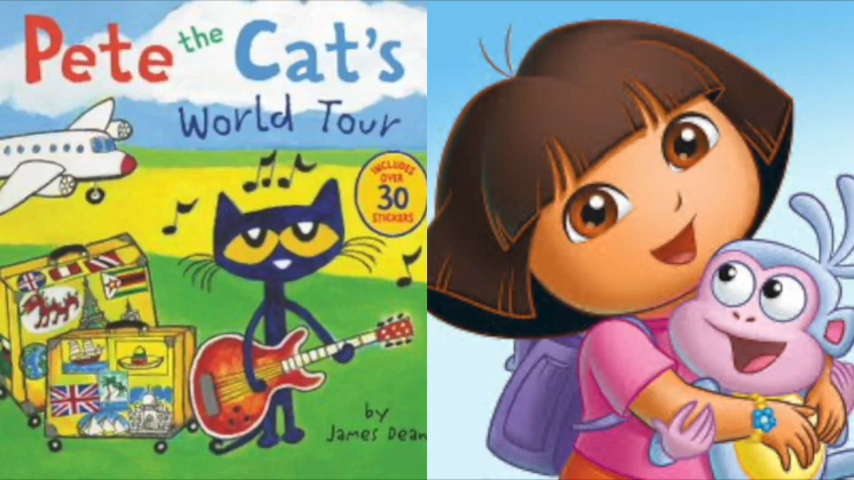 Pete the Cat's
World Tour
INCLUDES
OVER
30
STICKERS
by
James Dean